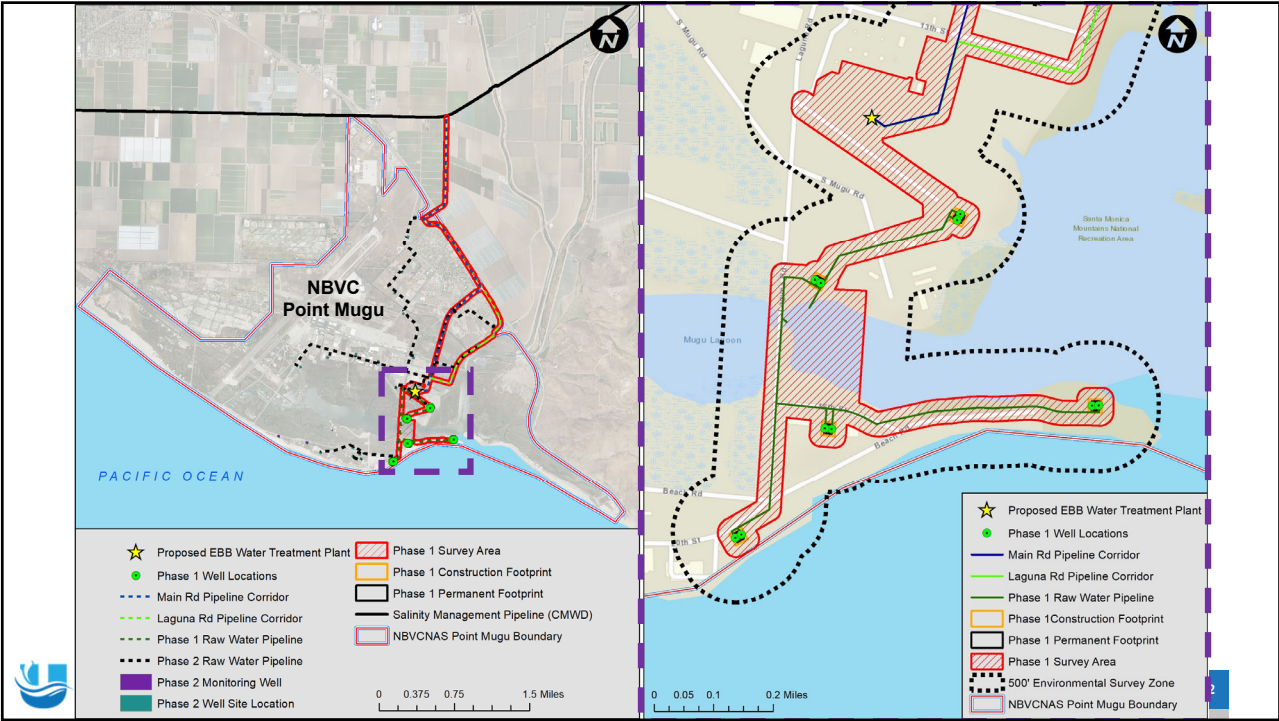 N
NBVC
Point Mugu
PACIFIC OCEAN
Proposed EBB Water Treatment Plant
Phase 1 Well Locations
Main Rd Pipeline Corridor
Laguna Rd Pipeline Corridor
Phase 1 Raw Water Pipeline
Phase 2 Raw Water Pipeline
Phase 2 Monitoring Well
Phase 2 Well Site Location
Phase 1 Survey Area
Phase 1 Construction Footprint
Phase 1 Permanent Footprint
Salinity Management Pipeline (CMWD)
NBVCNAS Point Mugu Boundary
0 0.375 0.75 1.5 Miles
N
S Mugu Rd
13th St
S Mugu Rd
Santa Monica
Mountains National
Recreation Area
Mugu Lagoon
Beach Rd
Beach Rd
Proposed EBB Water Treatment Plant
Phase 1 Well Locations
Main Rd Pipeline Corridor
Laguna Rd Pipeline Corridor
Phase 1 Raw Water Pipeline
Phase 1Construction Footprint
Phase 1 Permanent Footprint
Phase 1 Survey Area
500' Environmental Survey Zone
NBVCNAS Point Mugu Boundary
0 0.05 0.1 0.2 Miles
2